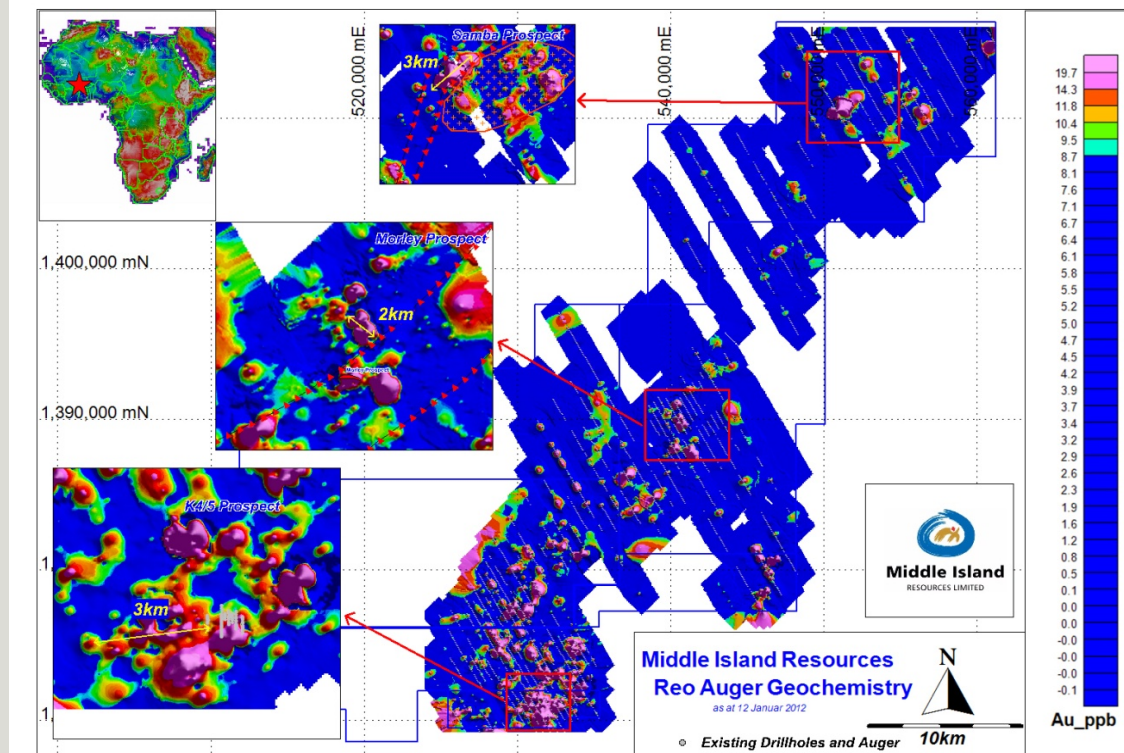 Samba Prospect
3km
520,000 mE
540,000 mE
Morley Prospect
2km
Morley Prospect
1,400,000 mN
1,390,000 mN
K4/5 Prospect
3km
Middle Island
RESOURCES LIMITED
Middle Island Resources
Reo Auger Geochemistry
as at 12 Januar 2012
N
10km
Existing Drillholes and Auger
19.7
14.3
11.8
10.4
9.5
8.7
8.1
7.6
7.1
6.7
6.4
6.1
5.8
5.5
5.2
5.0
4.7
4.5
4.2
3.9
3.7
3.4
3.2
2.9
2.6
2.3
1.9
1.6
1.2
0.8
0.5
0.1
0.0
0.0
-0.0
-0.0
-0.0
-0.1
Au_ppb